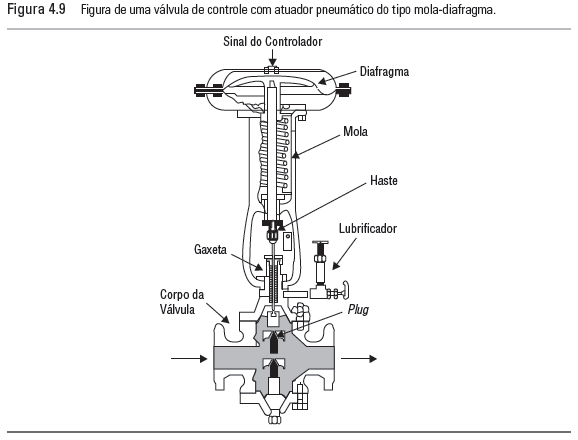 Figura 4.9 Figura de uma válvula de controle com atuador pneumático do tipo mola-diafragma.
Sinal do Controlador
Diafragma
Mola
Haste
Lubrificador
Gaxeta
Corpo da
Válvula
Plug